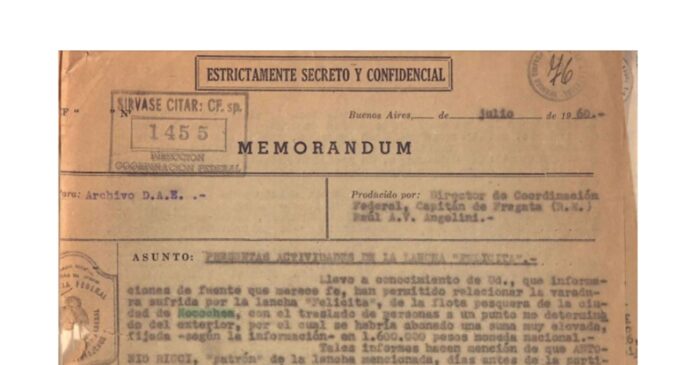 ESTRICTAMENTE SECRETO Y CONFIDENCIAL
76
SIRVASE CITAR: CF. sp.
1455
DIRECCION
COORDINACION FEDERAL
Buenos Aires, de julio de 1960.-
MEMORANDUM
Para: Archivo D.A.E. .-
Producido por: Director de Coordinación
Federal, Capitán de Fragata (R.E.)
Raúl A.V. Angelini.-
ASUNTO: PRESUNTAS ACTIVIDADES DE LA LANCHA "FELICITA".-
Llevo a conocimiento de Ud., que informa-
ciones de fuente que merece fe, han permitido relacionar la varadu-
ra sufrida por la lancha "Felicita", de la flota pesquera de la ciu-
dad de Necochea, con el traslado de personas a un punto no determina
do del exterior, por el cual se habría abonado una suma muy elevada,
fijada -según la información- en 1.600.000 pesos moneda nacional.-
Tales informes hacen mención de que ANTO-
NIO RICCI, "patrón" de la lancha mencionada, días antes de la parti-